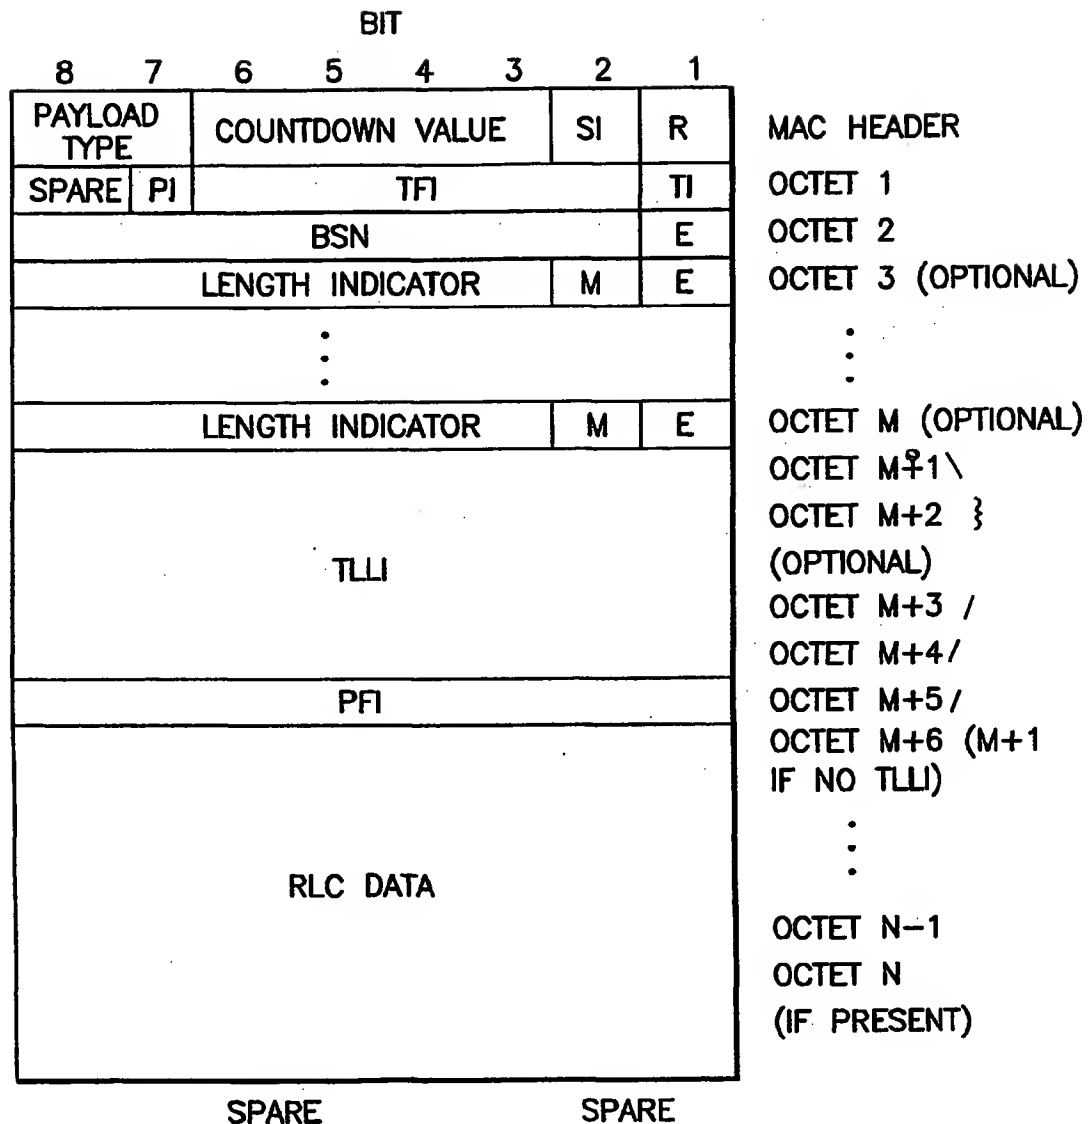 BIT
8 7 6 5 4 3 2 1
PAYLOAD TYPE COUNTDOWN VALUE SI R MAC HEADER
SPARE PI TFI TI OCTET 1
BSN E OCTET 2
LENGTH INDICATOR M E OCTET 3 (OPTIONAL)
LENGTH INDICATOR M E OCTET M (OPTIONAL)
OCTET M+1 \
OCTET M+2 }
TLLI (OPTIONAL)
OCTET M+3 /
OCTET M+4/
PFI OCTET M+5/
OCTET M+6 (M+1
IF NO TLLI)
RLC DATA
OCTET N-1
OCTET N
(IF PRESENT)
SPARE SPARE